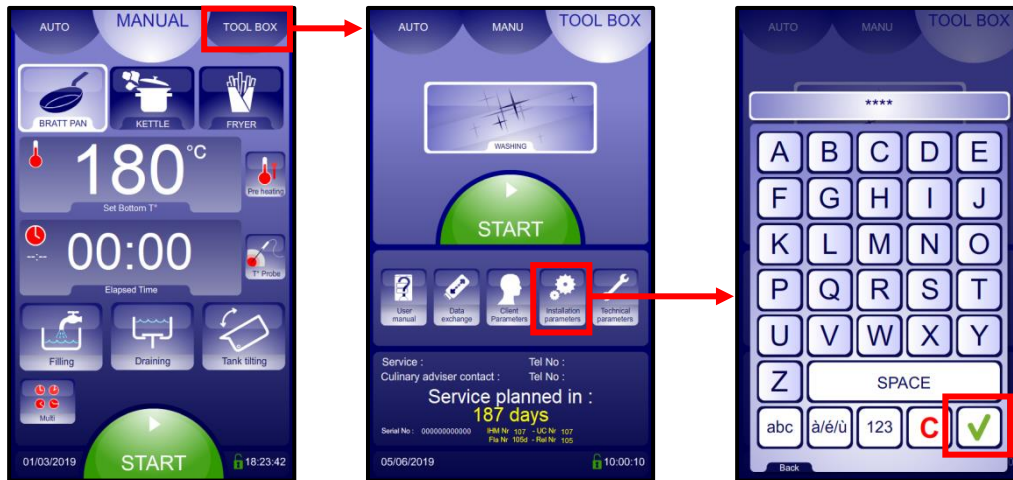 AUTO MANUAL TOOL BOX
BRATT PAN KETTLE FRYER
180°C
Set Bottom T°
Pre heating
--:-- 00:00
Elapsed Time
T° Probe
Filling Draining Tank tilting
Multi
START
01/03/2019 18:23:42
AUTO MANU TOOL BOX
WASHING
START
User manual
Data exchange
Client Parameters
Installation parameters
Technical parameters
Service : Tel No :
Culinary adviser contact : Tel No :
Service planned in :
187 days
Serial No : 000000000000 IHM Nr 107 - UC Nr 107
Fla Nr 105d - Rel Nr 105
05/06/2019 10:00:10
AUTO MANU TOOL BOX
****
A B C D E
F G H I J
K L M N O
P Q R S T
U V W X Y
Z SPACE
abc à/é/ù 123 C
Back